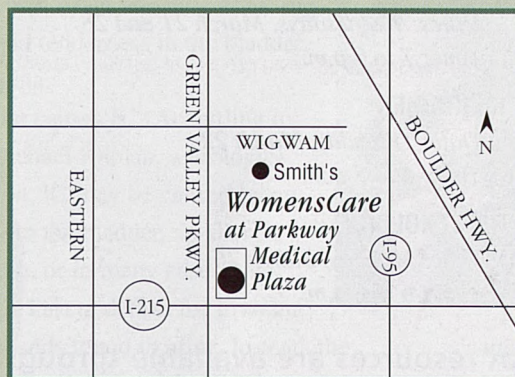 GREEN VALLEY PKWY.
EASTERN
WIGWAM
Smith's
WomensCare
at Parkway
Medical
Plaza
BOULDER HWY.
N
I-95
I-215